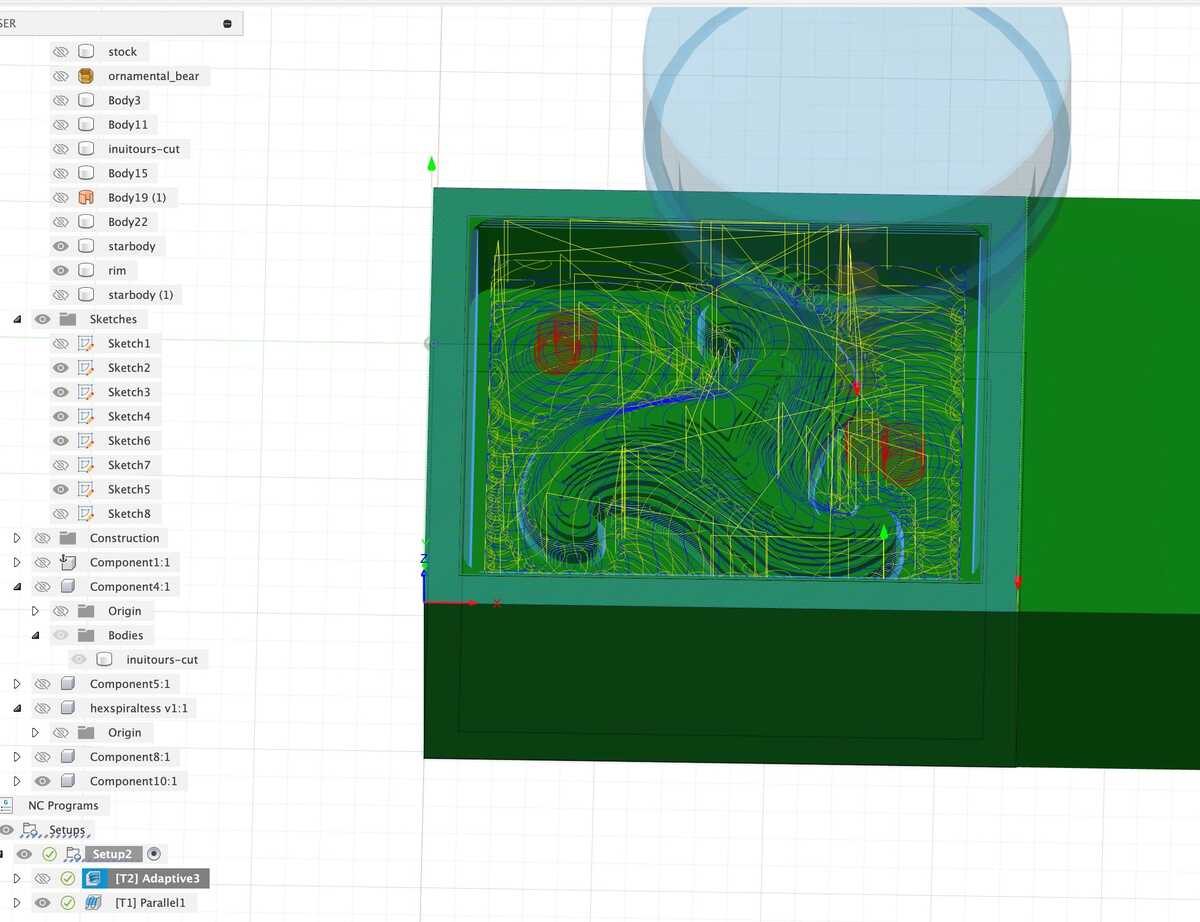 SER
stock
ornamental_bear
Body3
Body11
inuitours-cut
Body15
Body19 (1)
Body22
starbody
rim
starbody (1)
Sketches
Sketch1
Sketch2
Sketch3
Sketch4
Sketch6
Sketch7
Sketch5
Sketch8
Construction
Component1:1
Component4:1
Origin
Bodies
inuitours-cut
Component5:1
hexspiraltess v1:1
Origin
Component8:1
Component10:1
G NC Programs
Setups
Setup2
[T2] Adaptive3
[T1] Parallel1
Y
Z
X